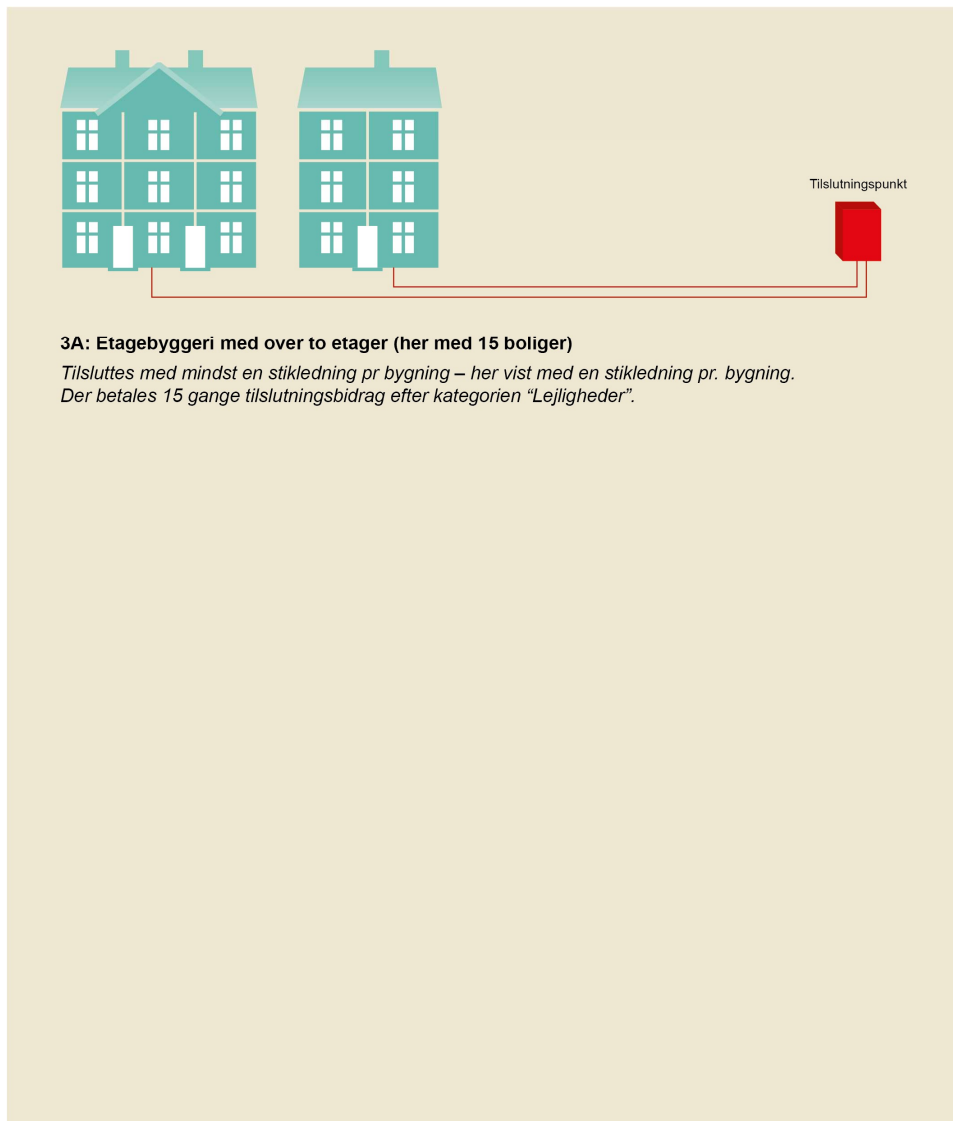 Tilslutningspunkt
3A: Etagebyggeri med over to etager (her med 15 boliger)
Tilsluttes med mindst en stikledning pr bygning – her vist med en stikledning pr. bygning.
Der betales 15 gange tilslutningsbidrag efter kategorien “Lejligheder”.